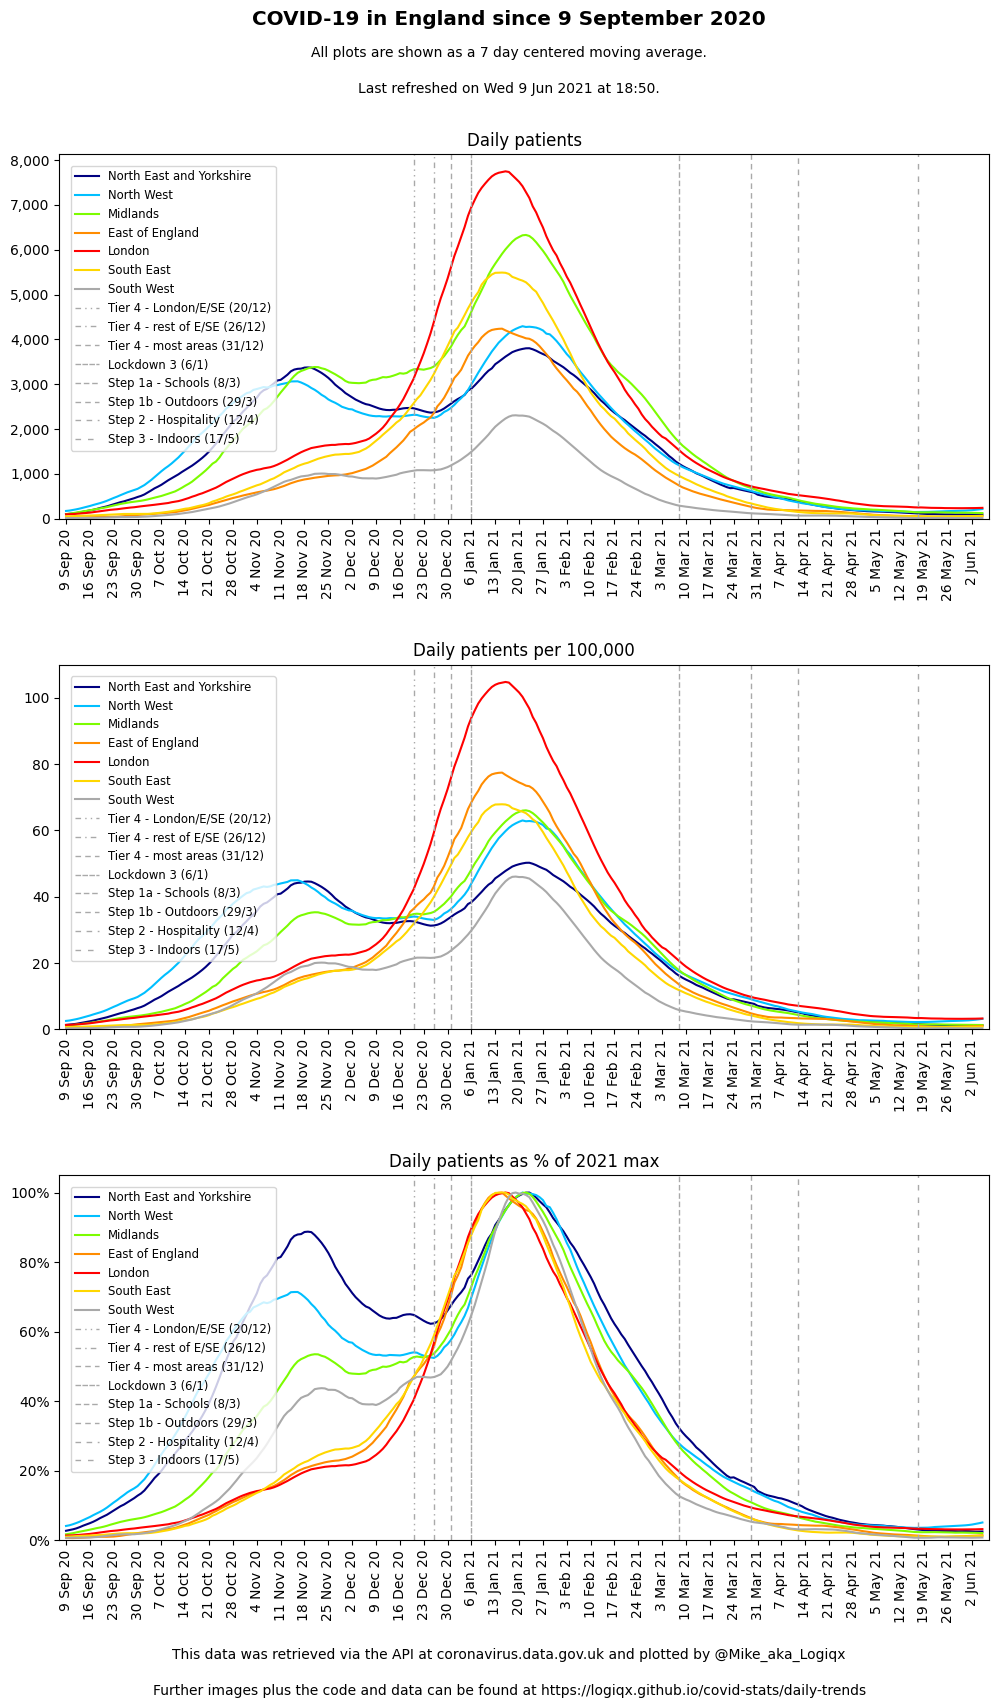 COVID-19 in England since 9 September 2020
All plots are shown as a 7 day centered moving average.
Last refreshed on Wed 9 Jun 2021 at 18:50.
Daily patients
8,000
7,000
6,000
5,000
4,000
3,000
2,000
1,000
0
North East and Yorkshire
North West
Midlands
East of England
London
South East
South West
Tier 4 - London/E/SE (20/12)
Tier 4 - rest of E/SE (26/12)
Tier 4 - most areas (31/12)
Lockdown 3 (6/1)
Step 1a - Schools (8/3)
Step 1b - Outdoors (29/3)
Step 2 - Hospitality (12/4)
Step 3 - Indoors (17/5)
9 Sep 20
16 Sep 20
23 Sep 20
30 Sep 20
7 Oct 20
14 Oct 20
21 Oct 20
28 Oct 20
4 Nov 20
11 Nov 20
18 Nov 20
25 Nov 20
2 Dec 20
9 Dec 20
16 Dec 20
23 Dec 20
30 Dec 20
6 Jan 21
13 Jan 21
20 Jan 21
27 Jan 21
3 Feb 21
10 Feb 21
17 Feb 21
24 Feb 21
3 Mar 21
10 Mar 21
17 Mar 21
24 Mar 21
31 Mar 21
7 Apr 21
14 Apr 21
21 Apr 21
28 Apr 21
5 May 21
12 May 21
19 May 21
26 May 21
2 Jun 21
Daily patients per 100,000
100
80
60
40
20
0
North East and Yorkshire
North West
Midlands
East of England
London
South East
South West
Tier 4 - London/E/SE (20/12)
Tier 4 - rest of E/SE (26/12)
Tier 4 - most areas (31/12)
Lockdown 3 (6/1)
Step 1a - Schools (8/3)
Step 1b - Outdoors (29/3)
Step 2 - Hospitality (12/4)
Step 3 - Indoors (17/5)
9 Sep 20
16 Sep 20
23 Sep 20
30 Sep 20
7 Oct 20
14 Oct 20
21 Oct 20
28 Oct 20
4 Nov 20
11 Nov 20
18 Nov 20
25 Nov 20
2 Dec 20
9 Dec 20
16 Dec 20
23 Dec 20
30 Dec 20
6 Jan 21
13 Jan 21
20 Jan 21
27 Jan 21
3 Feb 21
10 Feb 21
17 Feb 21
24 Feb 21
3 Mar 21
10 Mar 21
17 Mar 21
24 Mar 21
31 Mar 21
7 Apr 21
14 Apr 21
21 Apr 21
28 Apr 21
5 May 21
12 May 21
19 May 21
26 May 21
2 Jun 21
Daily patients as % of 2021 max
100%
80%
60%
40%
20%
0%
North East and Yorkshire
North West
Midlands
East of England
London
South East
South West
Tier 4 - London/E/SE (20/12)
Tier 4 - rest of E/SE (26/12)
Tier 4 - most areas (31/12)
Lockdown 3 (6/1)
Step 1a - Schools (8/3)
Step 1b - Outdoors (29/3)
Step 2 - Hospitality (12/4)
Step 3 - Indoors (17/5)
9 Sep 20
16 Sep 20
23 Sep 20
30 Sep 20
7 Oct 20
14 Oct 20
21 Oct 20
28 Oct 20
4 Nov 20
11 Nov 20
18 Nov 20
25 Nov 20
2 Dec 20
9 Dec 20
16 Dec 20
23 Dec 20
30 Dec 20
6 Jan 21
13 Jan 21
20 Jan 21
27 Jan 21
3 Feb 21
10 Feb 21
17 Feb 21
24 Feb 21
3 Mar 21
10 Mar 21
17 Mar 21
24 Mar 21
31 Mar 21
7 Apr 21
14 Apr 21
21 Apr 21
28 Apr 21
5 May 21
12 May 21
19 May 21
26 May 21
2 Jun 21
This data was retrieved via the API at coronavirus.data.gov.uk and plotted by @Mike_aka_Logiqx
Further images plus the code and data can be found at https://logiqx.github.io/covid-stats/daily-trends